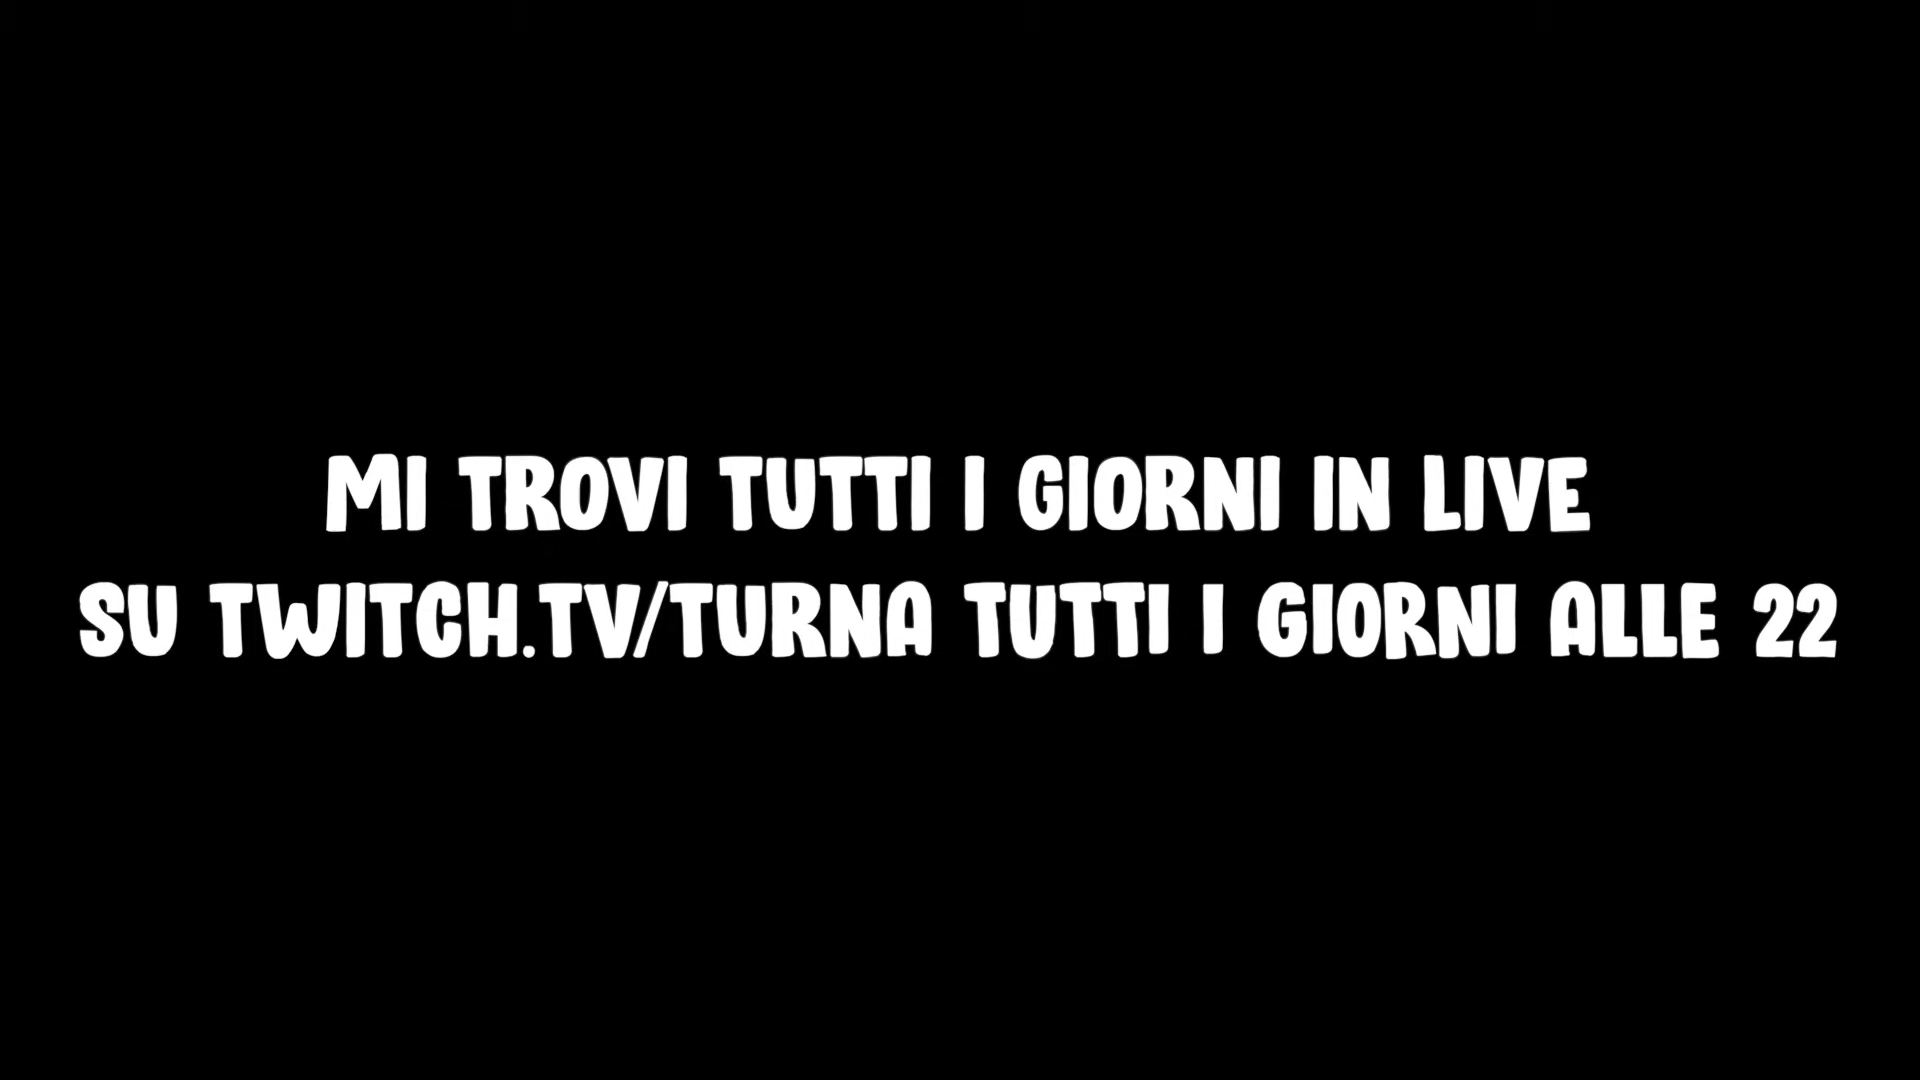 MI TROVI TUTTI I GIORNI IN LIVE
SU TWITCH.TV/TURNA TUTTI I GIORNI ALLE 22